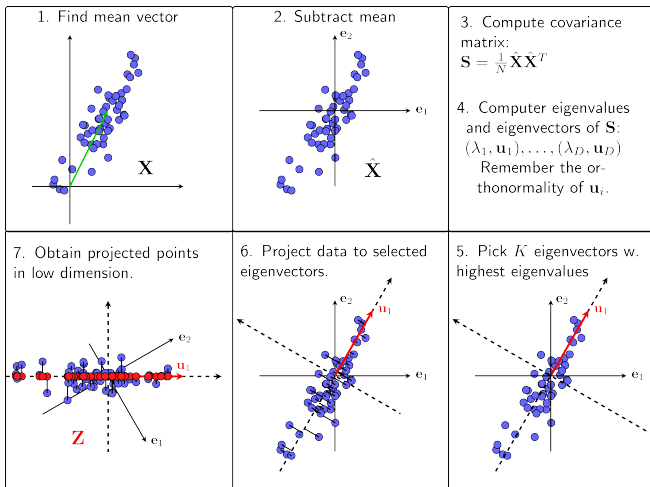 1. Find mean vector
X
2. Subtract mean
e₂
e₁
X̂
3. Compute covariance
matrix:
S = 1/N X̂X̂ᵀ
4. Computer eigenvalues
and eigenvectors of S:
(λ₁, u₁), . . . , (λ_D, u_D)
Remember the or-
thonormality of uᵢ.
7. Obtain projected points
in low dimension.
e₂
u₁
Z
e₁
6. Project data to selected
eigenvectors.
e₂
u₁
e₁
5. Pick K eigenvectors w.
highest eigenvalues
e₂
u₁
e₁